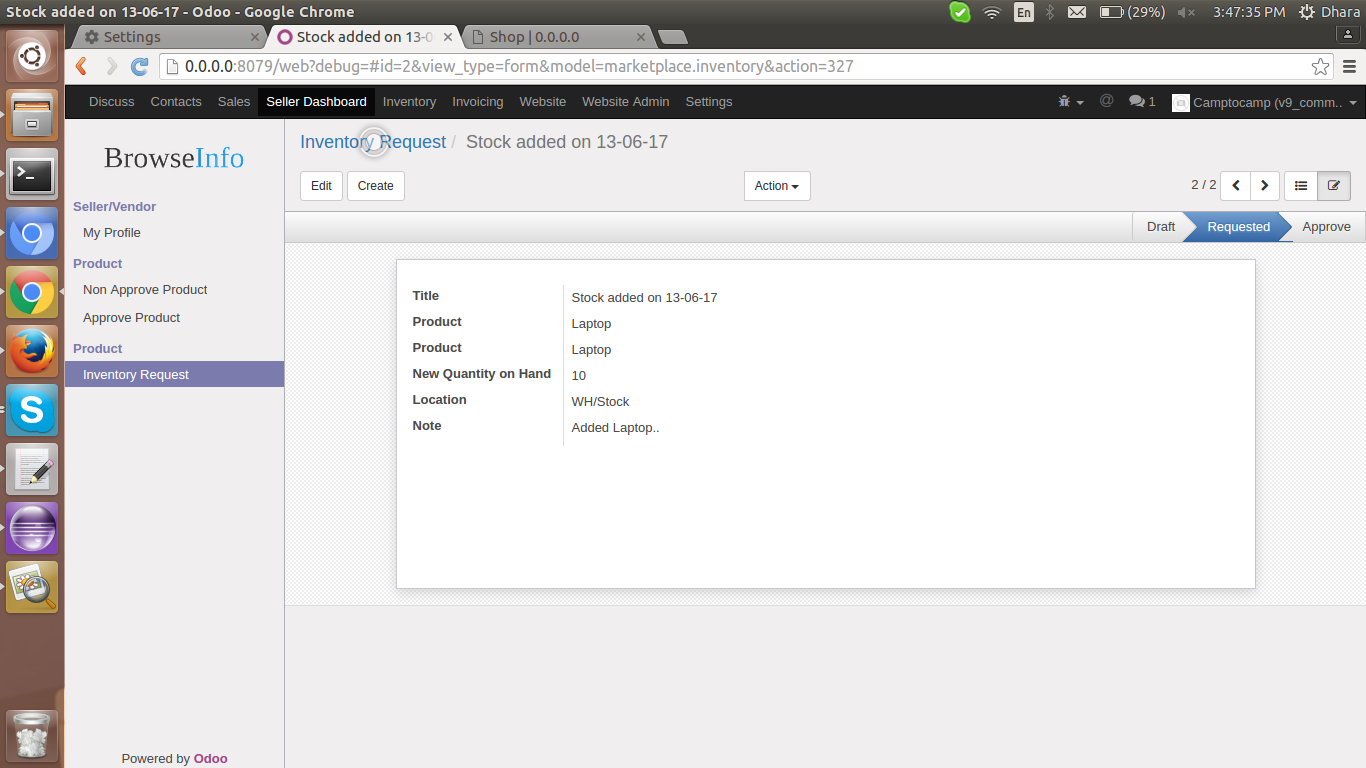 Stock added on 13-06-17 - Odoo - Google Chrome
En
(29%)
3:47:35 PM
Dhara
Settings
Stock added on 13-0
Shop | 0.0.0.0
0.0.0.0:8079/web?debug=#id=2&view_type=form&model=marketplace.inventory&action=327
Discuss Contacts Sales Seller Dashboard Inventory Invoicing Website Website Admin Settings
@ 1 Camptocamp (v9_comm..
BrowseInfo
Inventory Request / Stock added on 13-06-17
Edit Create Action 2 / 2
Draft Requested Approve
Seller/Vendor
My Profile
Product
Non Approve Product
Approve Product
Product
Inventory Request
Title Stock added on 13-06-17
Product Laptop
Product Laptop
New Quantity on Hand 10
Location WH/Stock
Note Added Laptop..
Powered by Odoo